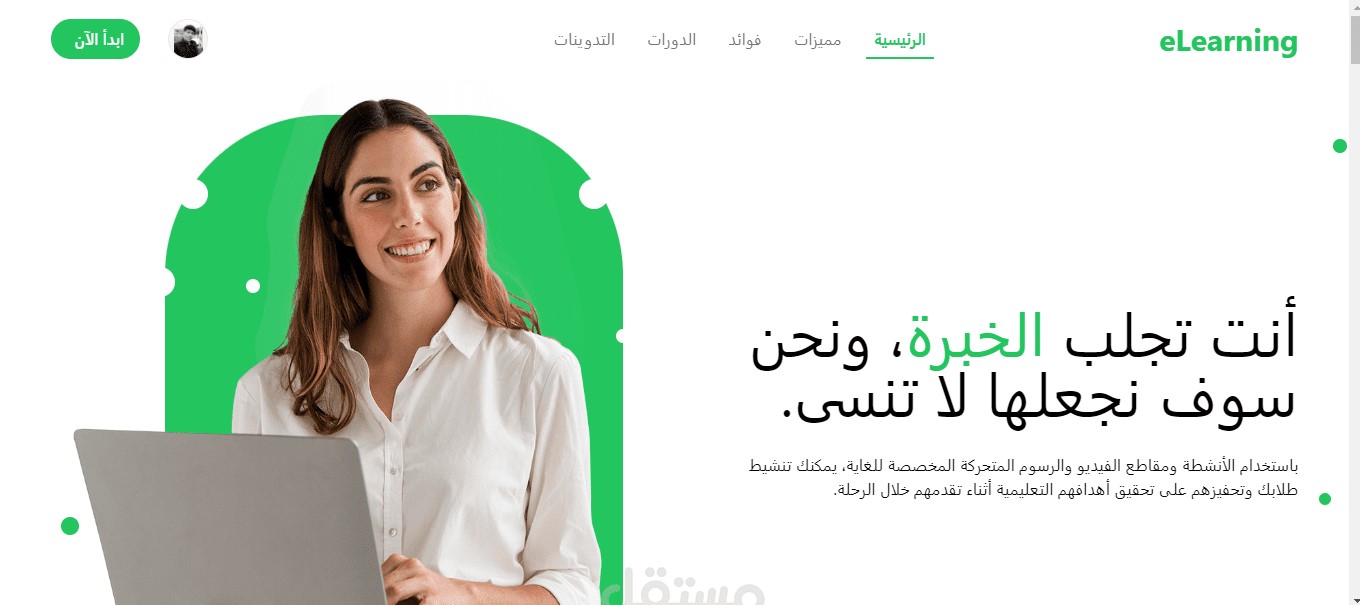 eLearning
الرئيسية
مميزات
فوائد
الدورات
التدوينات
ابدأ الآن
أنت تجلب الخبرة، ونحن
سوف نجعلها لا تنسى.
باستخدام الأنشطة ومقاطع الفيديو والرسوم المتحركة المخصصة للغاية، يمكنك تنشيط
طلابك وتحفيزهم على تحقيق أهدافهم التعليمية أثناء تقدمهم خلال الرحلة.
مستقل